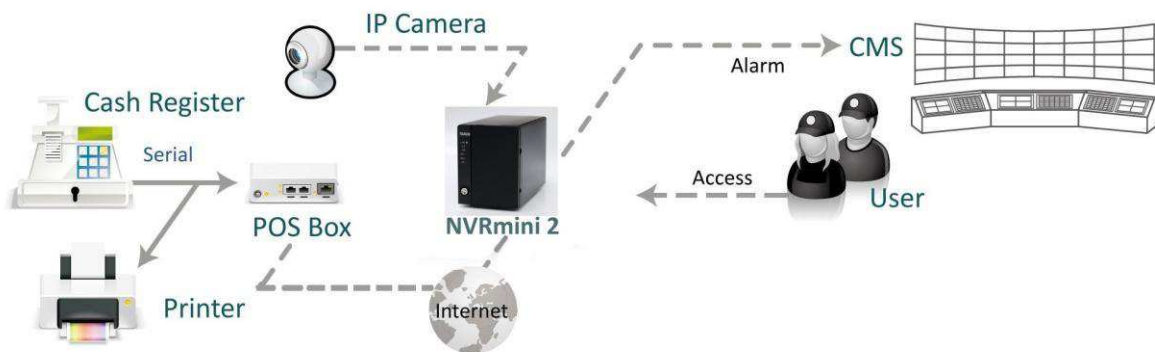 IP Camera
CMS
Alarm
Cash Register
Serial
Access
User
POS Box
NVRmini 2
Printer
Internet